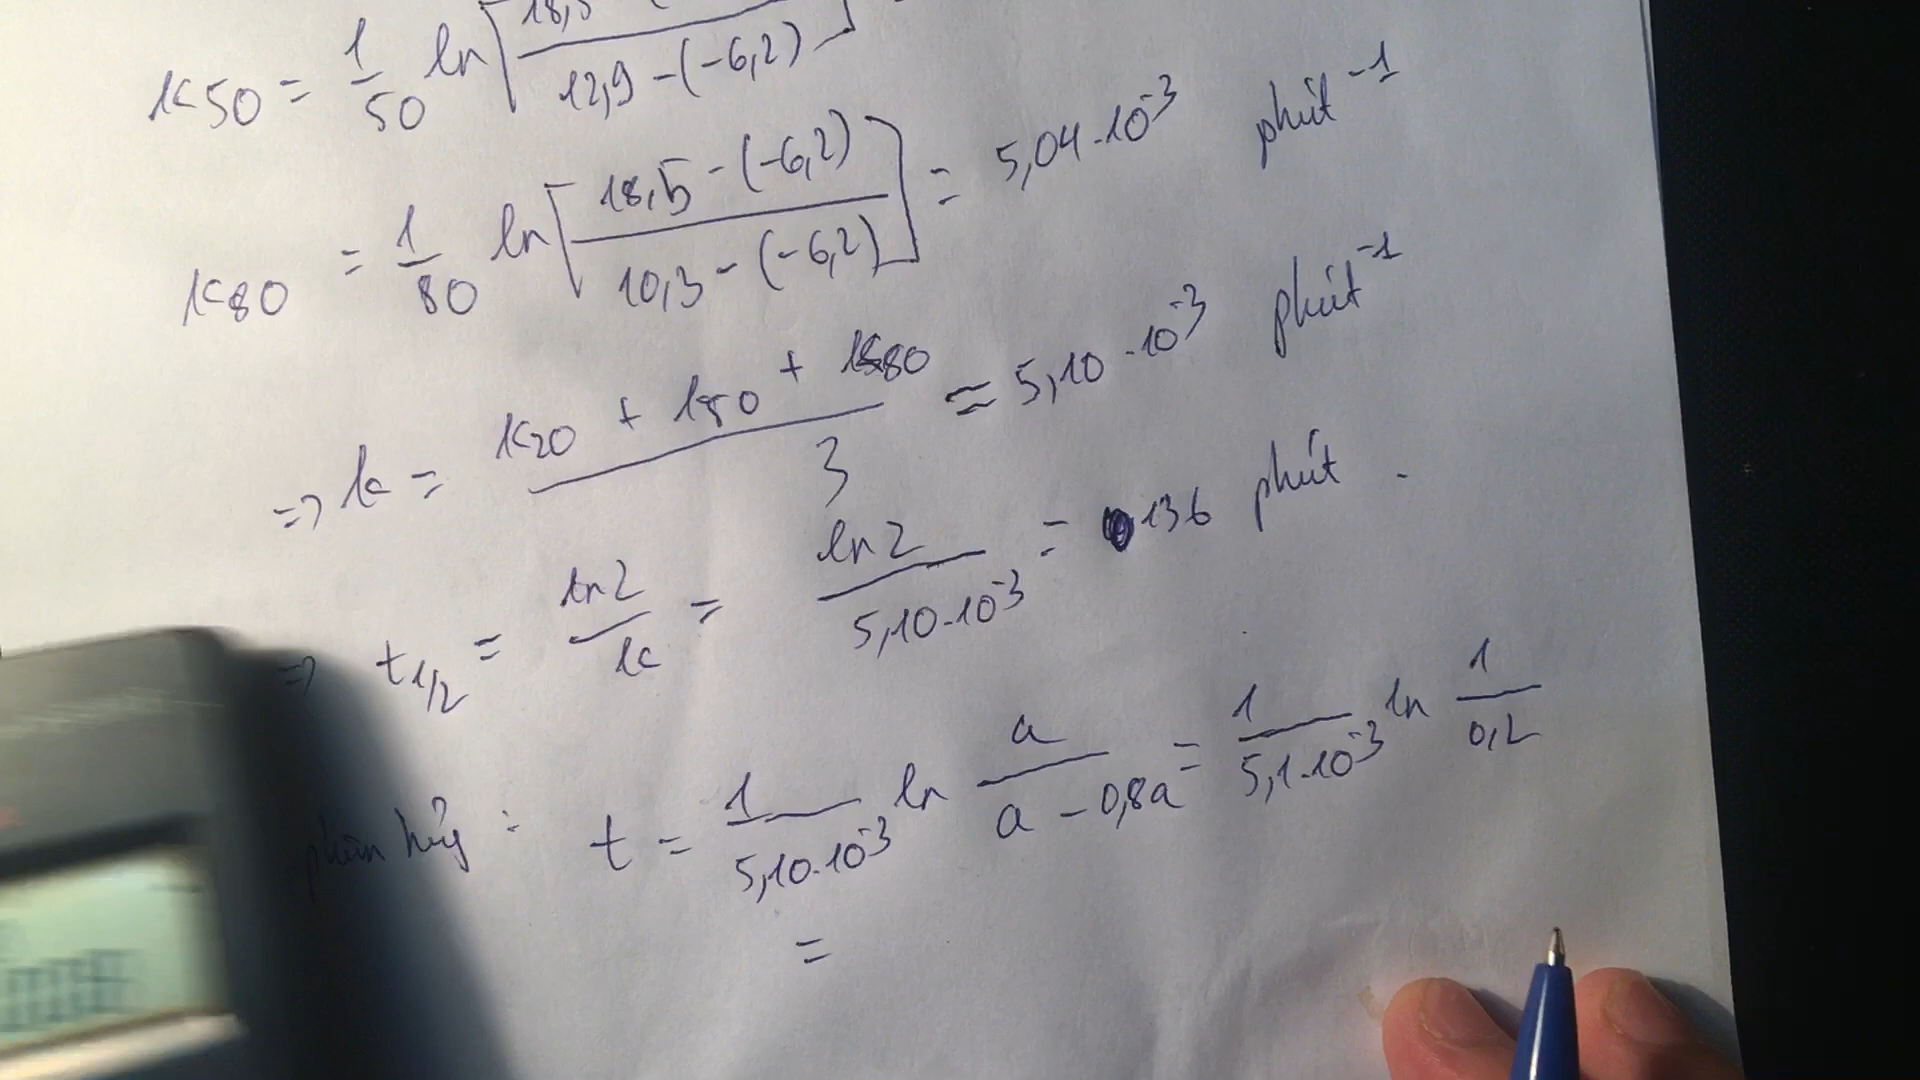 k50 = 1/50 ln[18,5 - ( / 12,9 - (-6,2)]
k80 = 1/80 ln[18,5 - (-6,2) / 10,3 - (-6,2)] = 5,04.10^-3 phút^-1
=> k = k20 + k50 + k80 / 3 ≈ 5,10.10^-3 phút^-1
=> t1/2 = ln2 / k = ln2 / 5,10.10^-3 = 136 phút.
phân hủy : t = 1 / 5,10.10^-3 ln a / a - 0,8a = 1 / 5,1.10^-3 ln 1 / 0,2
=